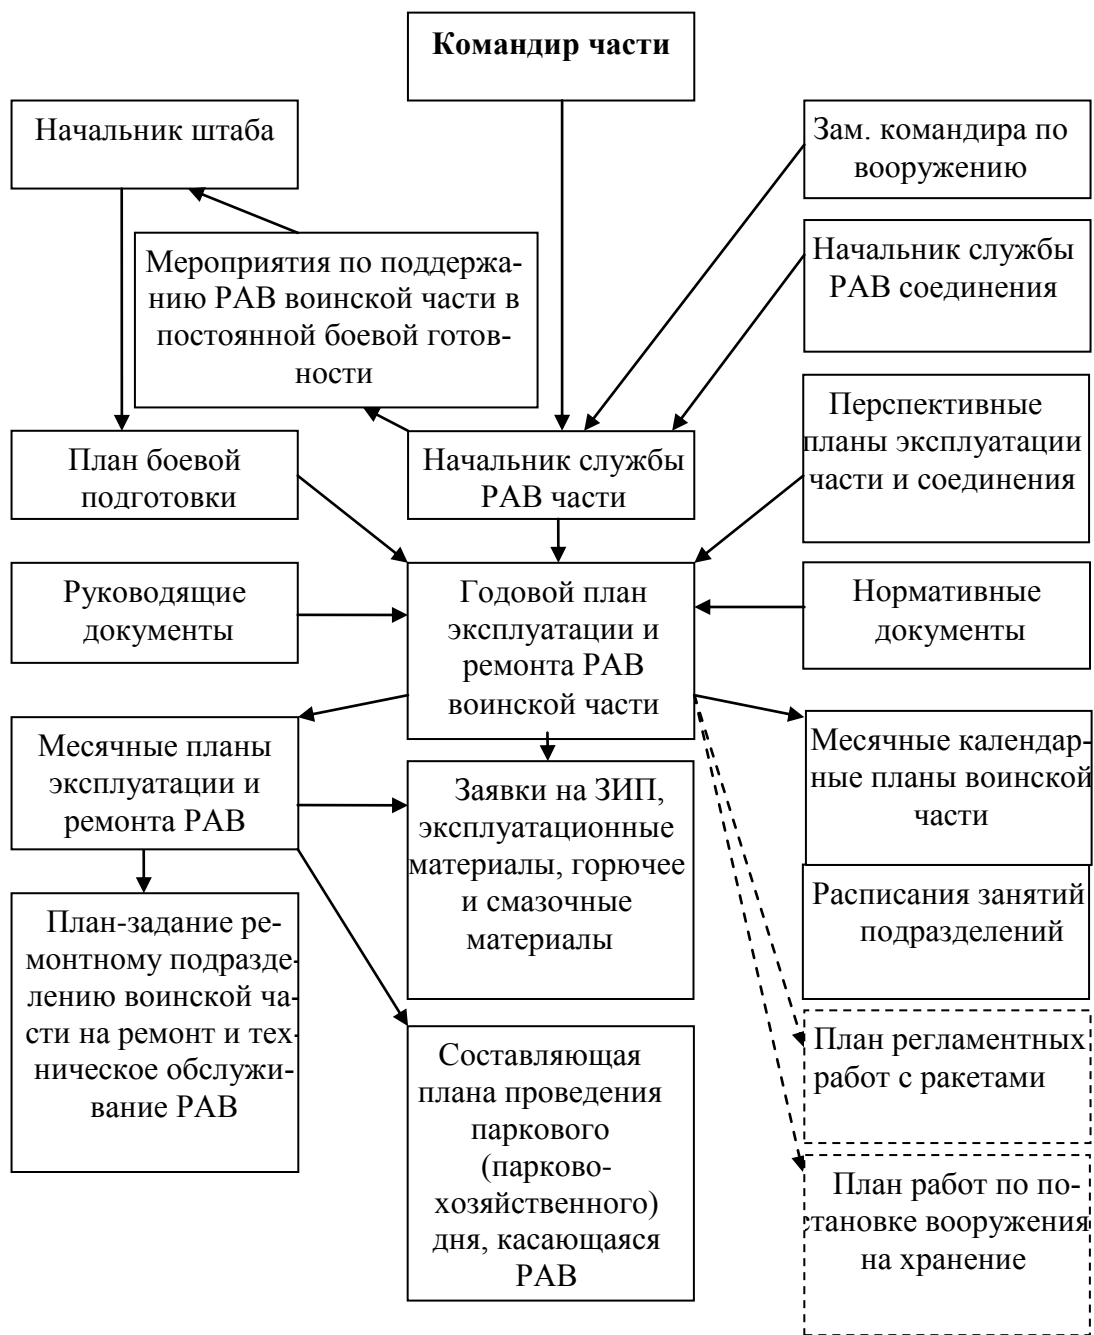 Командир части
Начальник штаба
Зам. командира по
вооружению
Мероприятия по поддержа-
нию РАВ воинской части в
постоянной боевой готов-
ности
Начальник службы
РАВ соединения
План боевой
подготовки
Начальник службы
РАВ части
Перспективные
планы эксплуатации
части и соединения
Руководящие
документы
Годовой план
эксплуатации и
ремонта РАВ
воинской части
Нормативные
документы
Месячные планы
эксплуатации и
ремонта РАВ
Заявки на ЗИП,
эксплуатационные
материалы, горючее
и смазочные
материалы
Месячные календар-
ные планы воинской
части
Расписания занятий
подразделений
План-задание ре-
монтному подразде-
лению воинской ча-
сти на ремонт и тех-
ническое обслужи-
вание РАВ
Составляющая
плана проведения
паркового
(парково-
хозяйственного)
дня, касающаяся
РАВ
План регламентных
работ с ракетами
План работ по по-
становке вооружения
на хранение